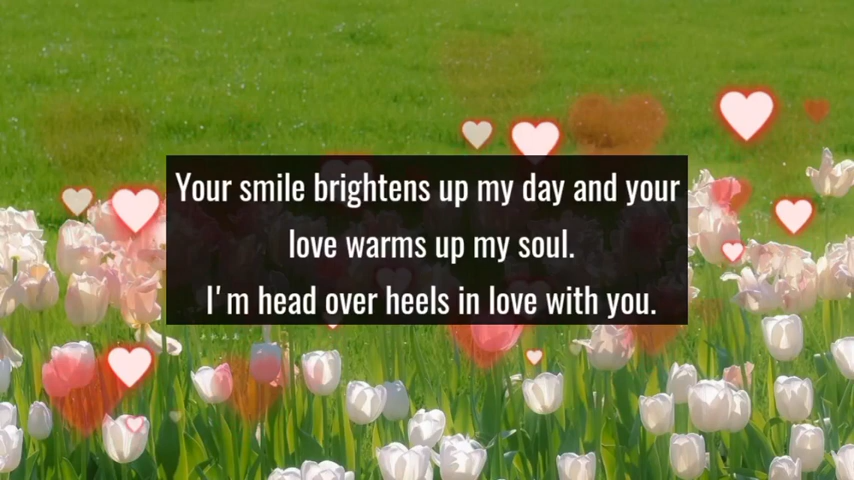 Your smile brightens up my day and your
love warms up my soul.
I'm head over heels in love with you.